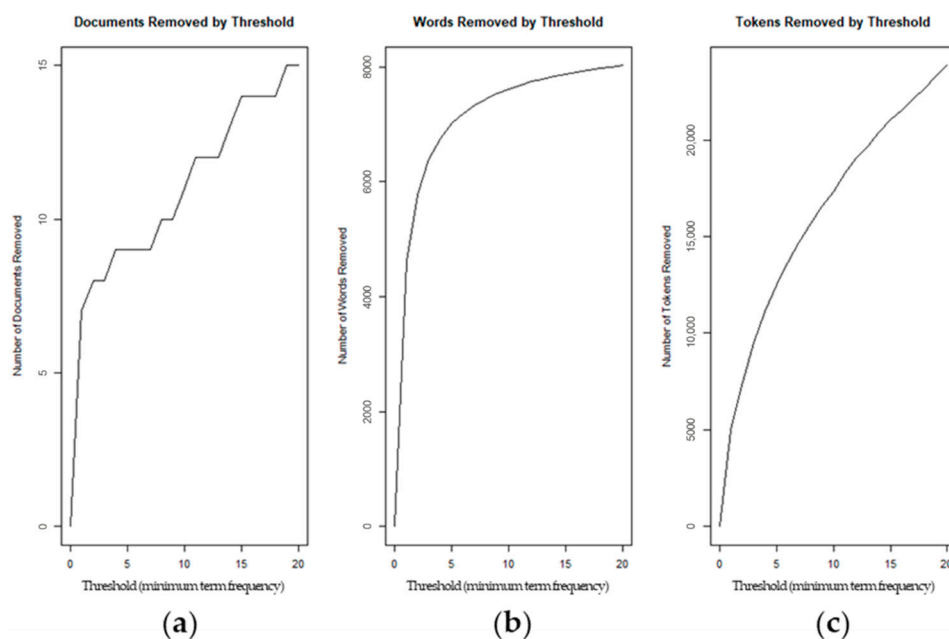 Documents Removed by Threshold
Number of Documents Removed
15
10
5
0
0 5 10 15 20
Threshold (minimum term frequency)
(a)
Words Removed by Threshold
Number of Words Removed
8000
6000
4000
2000
0
0 5 10 15 20
Threshold (minimum term frequency)
(b)
Tokens Removed by Threshold
Number of Tokens Removed
20,000
15,000
10,000
5000
0
0 5 10 15 20
Threshold (minimum term frequency)
(c)